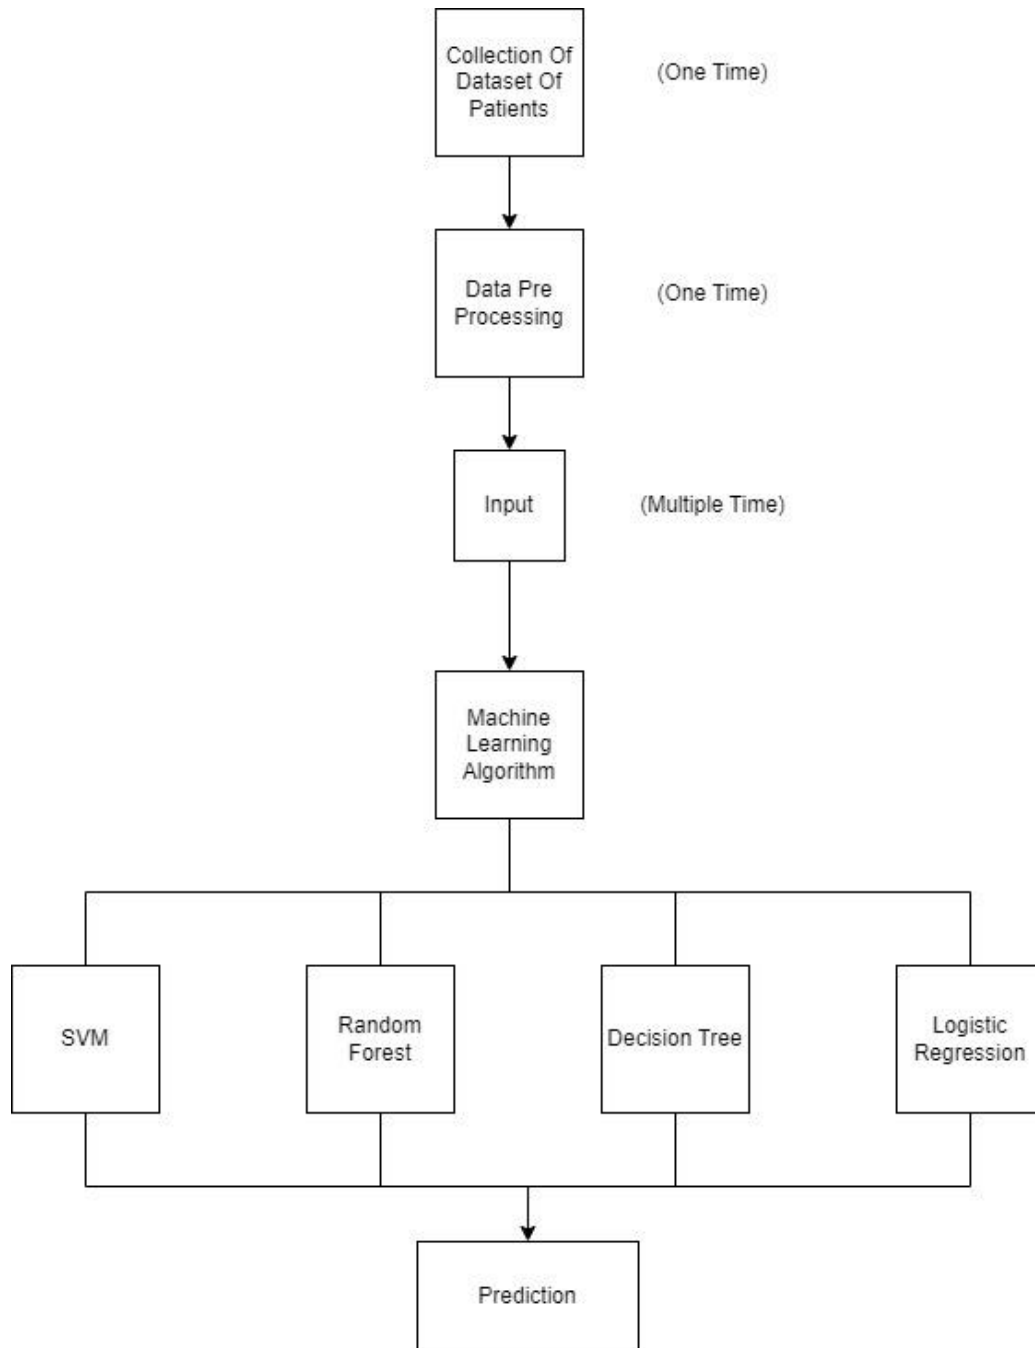 Collection Of
Dataset Of
Patients
(One Time)
Data Pre
Processing
(One Time)
Input
(Multiple Time)
Machine
Learning
Algorithm
SVM
Random
Forest
Decision Tree
Logistic
Regression
Prediction